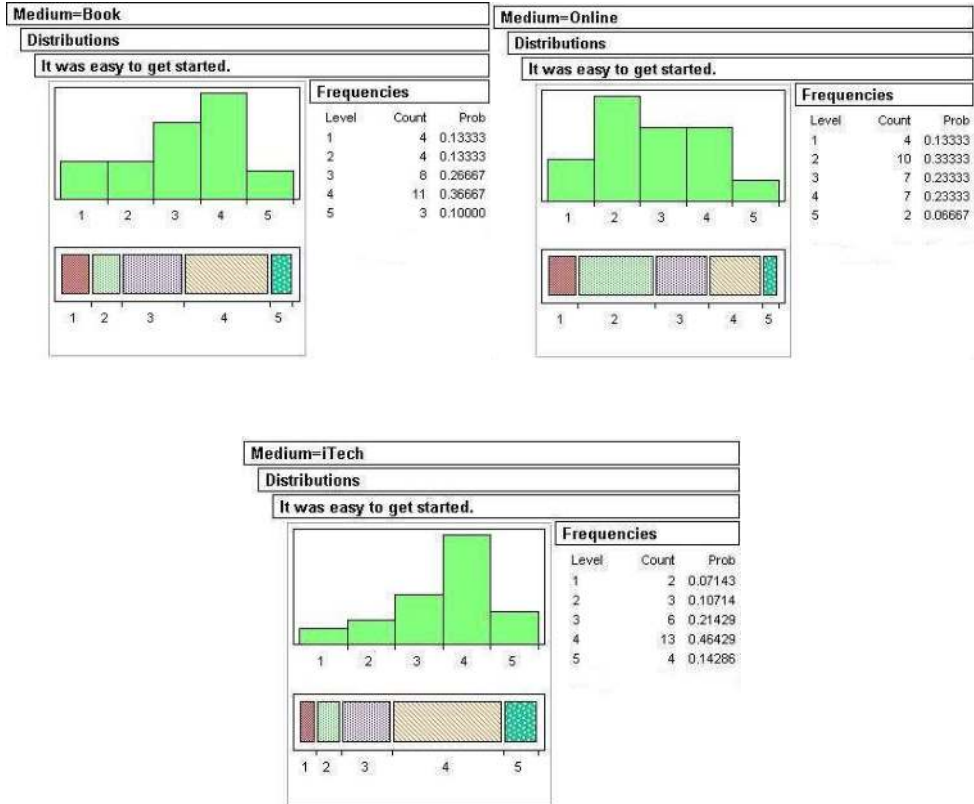 Medium=Book
Distributions
It was easy to get started.
Frequencies
Level Count Prob
1 4 0.13333
2 4 0.13333
3 8 0.26667
4 11 0.36667
5 3 0.10000
1 2 3 4 5
1 2 3 4 5
Medium=Online
Distributions
It was easy to get started.
Frequencies
Level Count Prob
1 4 0.13333
2 10 0.33333
3 7 0.23333
4 7 0.23333
5 2 0.06667
1 2 3 4 5
1 2 3 4 5
Medium=iTech
Distributions
It was easy to get started.
Frequencies
Level Count Prob
1 2 0.07143
2 3 0.10714
3 6 0.21429
4 13 0.46429
5 4 0.14286
1 2 3 4 5
1 2 3 4 5